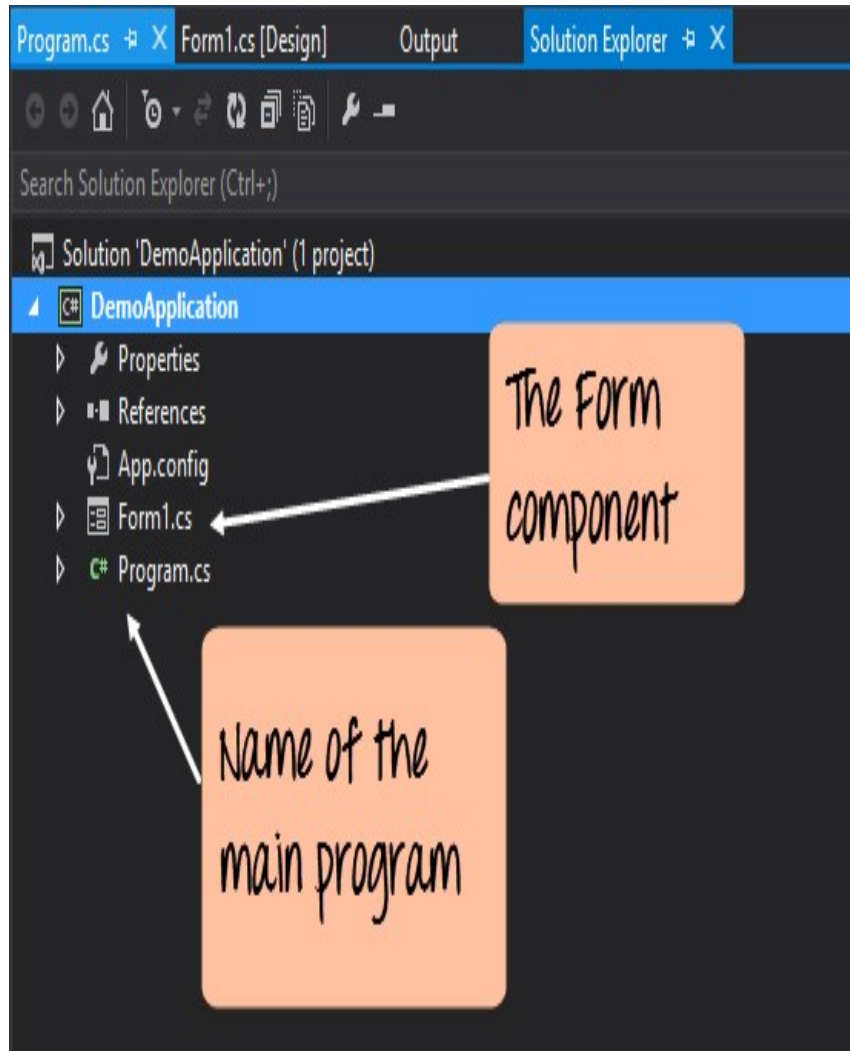 Program.cs Form1.cs [Design] Output Solution Explorer
Search Solution Explorer (Ctrl+;)
Solution 'DemoApplication' (1 project)
C# DemoApplication
Properties
References
App.config
Form1.cs
C# Program.cs
The Form
component
Name of the
main program